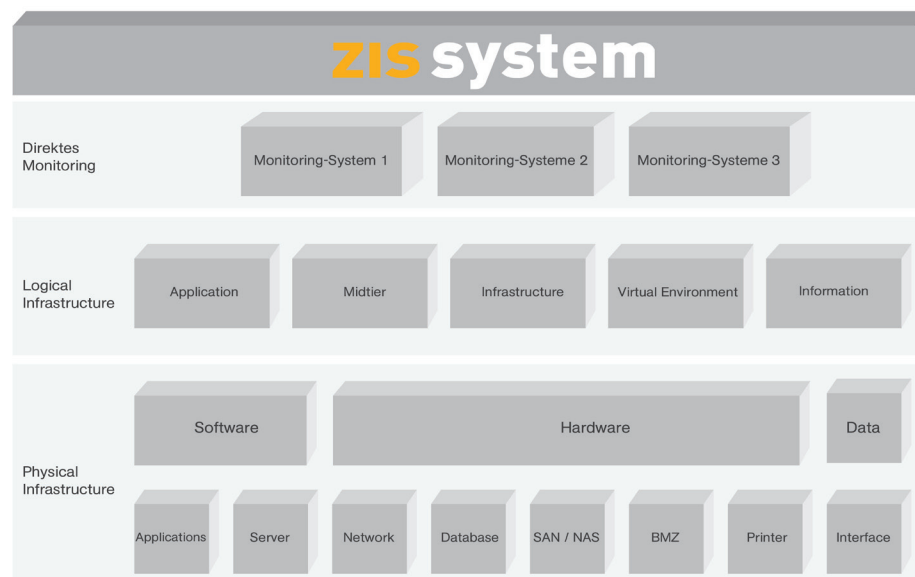 zis system
Direktes
Monitoring
Monitoring-System 1
Monitoring-Systeme 2
Monitoring-Systeme 3
Logical
Infrastructure
Application
Midtier
Infrastructure
Virtual Environment
Information
Physical
Infrastructure
Software
Hardware
Data
Applications
Server
Network
Database
SAN / NAS
BMZ
Printer
Interface